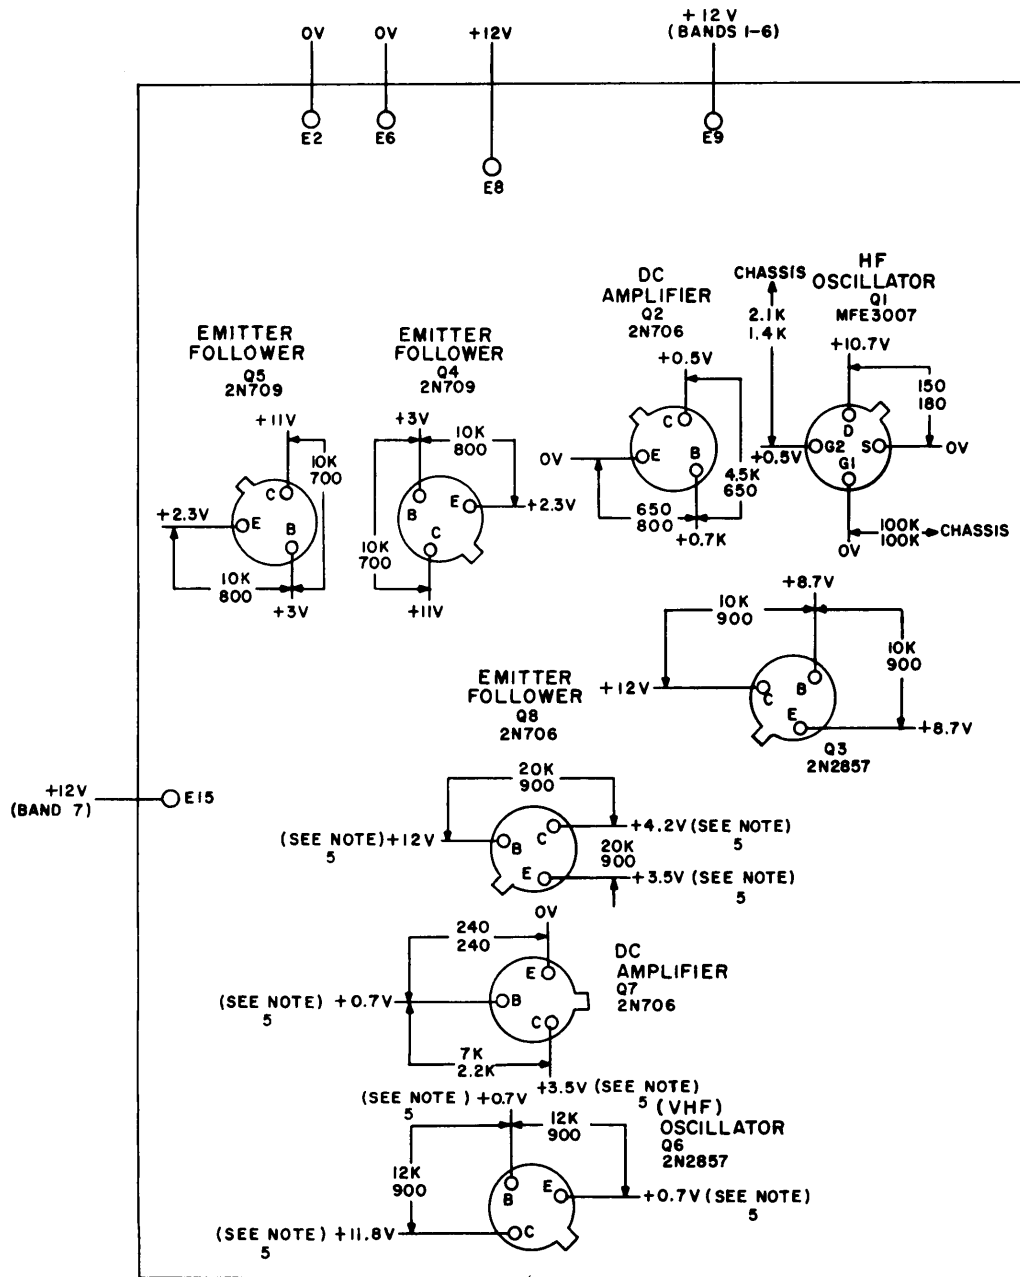 0V
0V
+12V
+12V
(BANDS 1-6)
E2
E6
E8
E9
EMITTER
FOLLOWER
Q5
2N709
+11V
10K
700
C
E
B
+2.3V
10K
800
+3V
EMITTER
FOLLOWER
Q4
2N709
+3V
10K
800
B
E
C
+2.3V
10K
700
+11V
DC
AMPLIFIER
Q2
2N706
+0.5V
C
E
B
0V
4.5K
650
650
800
+0.7K
CHASSIS
2.1K
1.4K
HF
OSCILLATOR
Q1
MFE3007
+10.7V
150
180
D
G2
S
G1
+0.5V
0V
0V
100K
100K
CHASSIS
+8.7V
10K
900
10K
900
+12V
C
B
E
+8.7V
Q3
2N2857
EMITTER
FOLLOWER
Q8
2N706
+12V
(BAND 7)
E15
20K
900
(SEE NOTE)+12V
5
B
C
E
+4.2V (SEE NOTE)
5
20K
900
+3.5V (SEE NOTE)
5
0V
240
240
DC
AMPLIFIER
Q7
2N706
E
B
C
(SEE NOTE) +0.7V
5
7K
2.2K
+3.5V (SEE NOTE)
5
(SEE NOTE ) +0.7V
5
(VHF)
OSCILLATOR
Q6
2N2857
12K
900
12K
900
B
E
C
+0.7V (SEE NOTE)
5
(SEE NOTE) +11.8V
5